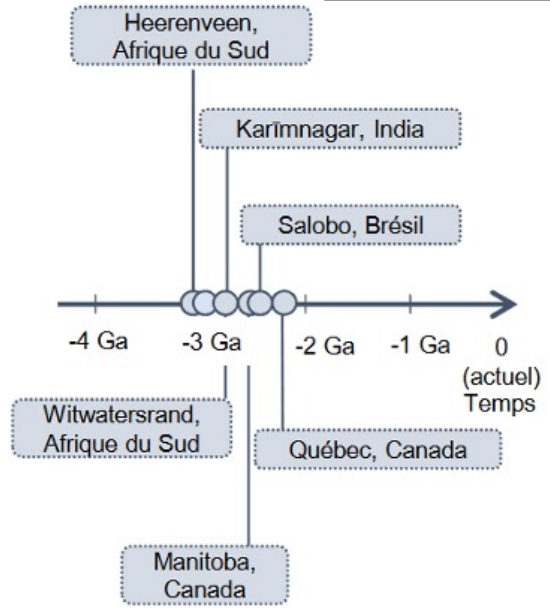 Heerenveen,
Afrique du Sud
Karīmnagar, India
Salobo, Brésil
-4 Ga
-3 Ga
-2 Ga
-1 Ga
0
(actuel)
Temps
Witwatersrand,
Afrique du Sud
Québec, Canada
Manitoba,
Canada